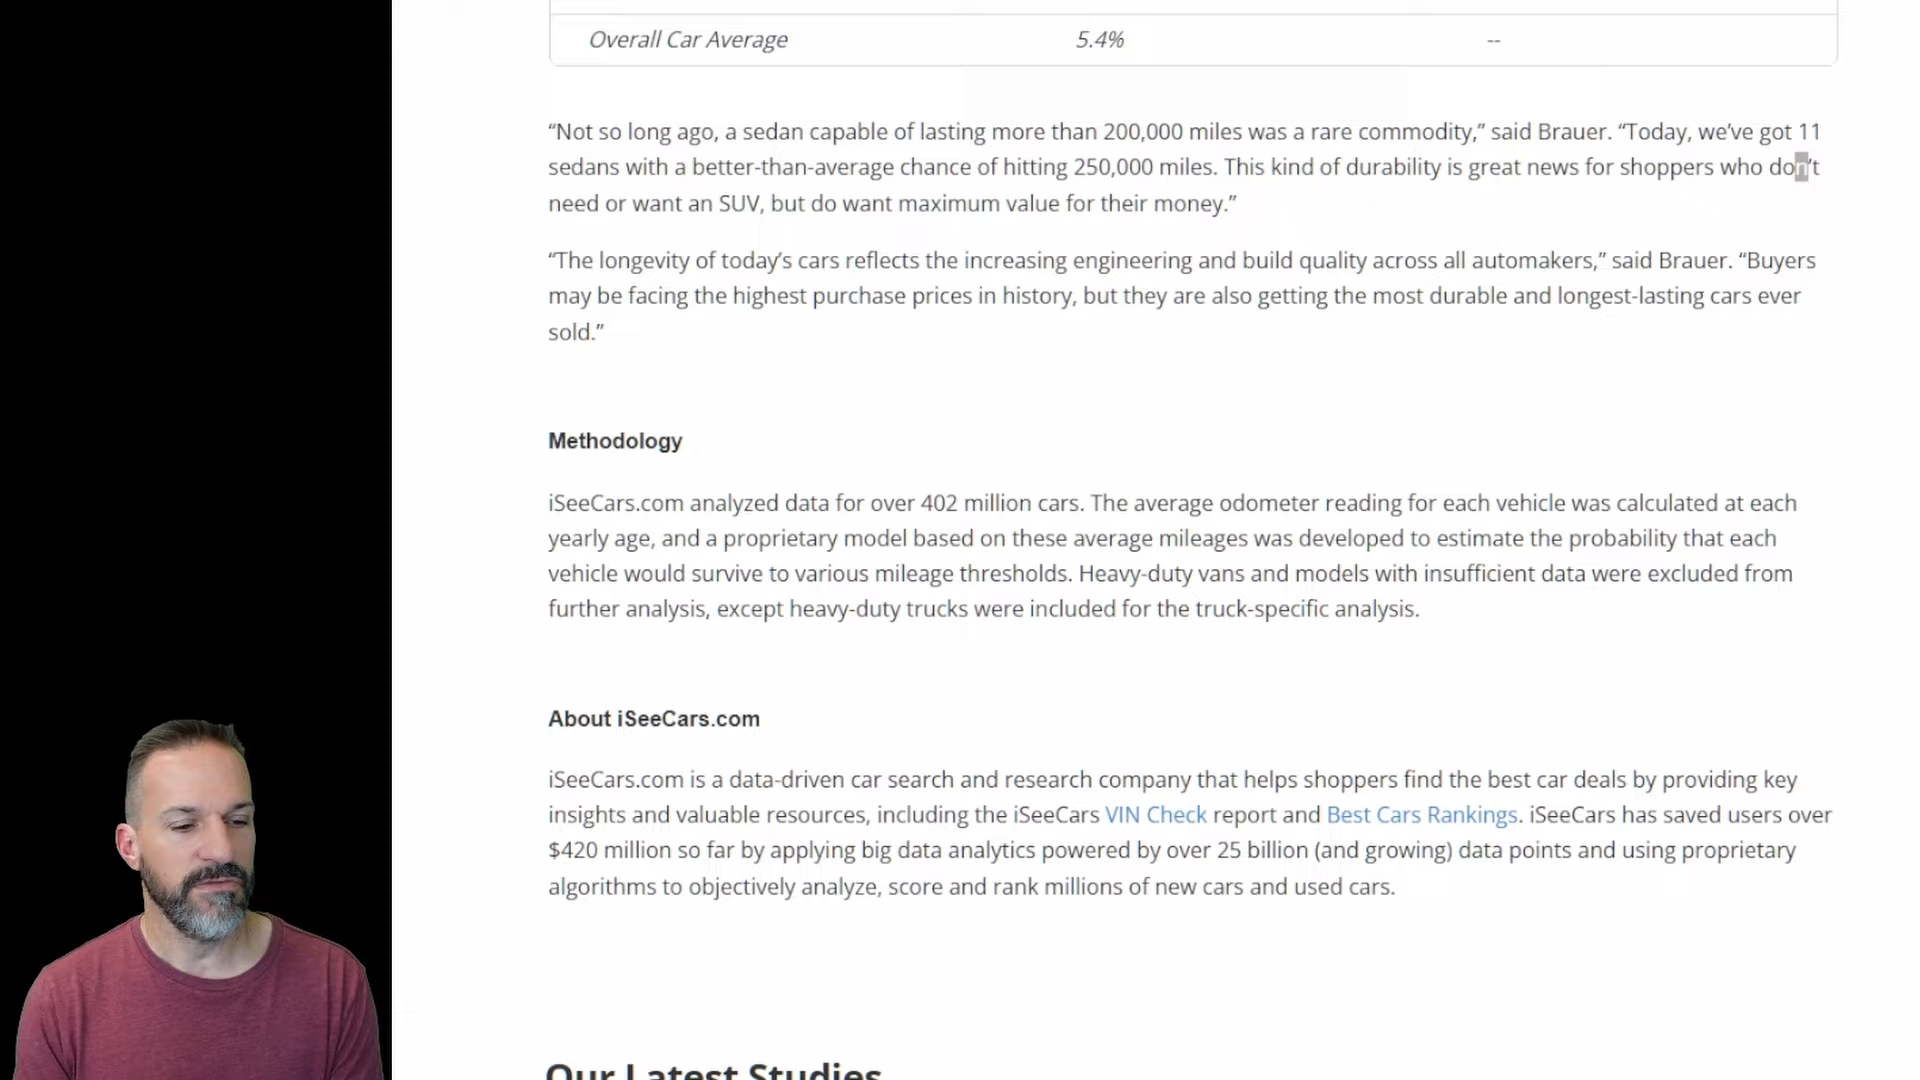 Overall Car Average 5.4% --
“Not so long ago, a sedan capable of lasting more than 200,000 miles was a rare commodity,” said Brauer. “Today, we’ve got 11
sedans with a better-than-average chance of hitting 250,000 miles. This kind of durability is great news for shoppers who don’t
need or want an SUV, but do want maximum value for their money.”
“The longevity of today’s cars reflects the increasing engineering and build quality across all automakers,” said Brauer. “Buyers
may be facing the highest purchase prices in history, but they are also getting the most durable and longest-lasting cars ever
sold.”
Methodology
iSeeCars.com analyzed data for over 402 million cars. The average odometer reading for each vehicle was calculated at each
yearly age, and a proprietary model based on these average mileages was developed to estimate the probability that each
vehicle would survive to various mileage thresholds. Heavy-duty vans and models with insufficient data were excluded from
further analysis, except heavy-duty trucks were included for the truck-specific analysis.
About iSeeCars.com
iSeeCars.com is a data-driven car search and research company that helps shoppers find the best car deals by providing key
insights and valuable resources, including the iSeeCars VIN Check report and Best Cars Rankings. iSeeCars has saved users over
$420 million so far by applying big data analytics powered by over 25 billion (and growing) data points and using proprietary
algorithms to objectively analyze, score and rank millions of new cars and used cars.
Our Latest Studies